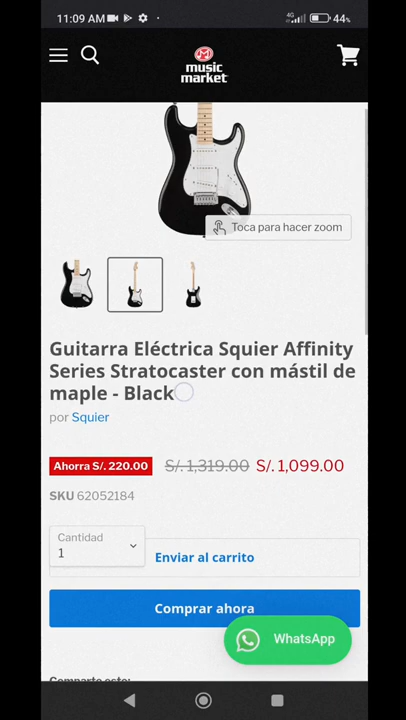 11:09 AM
4G
44%
music
market
Toca para hacer zoom
Guitarra Eléctrica Squier Affinity
Series Stratocaster con mástil de
maple - Black
por Squier
Ahorra S/. 220.00 S/. 1,319.00 S/. 1,099.00
SKU 62052184
Cantidad
1
Enviar al carrito
Comprar ahora
WhatsApp